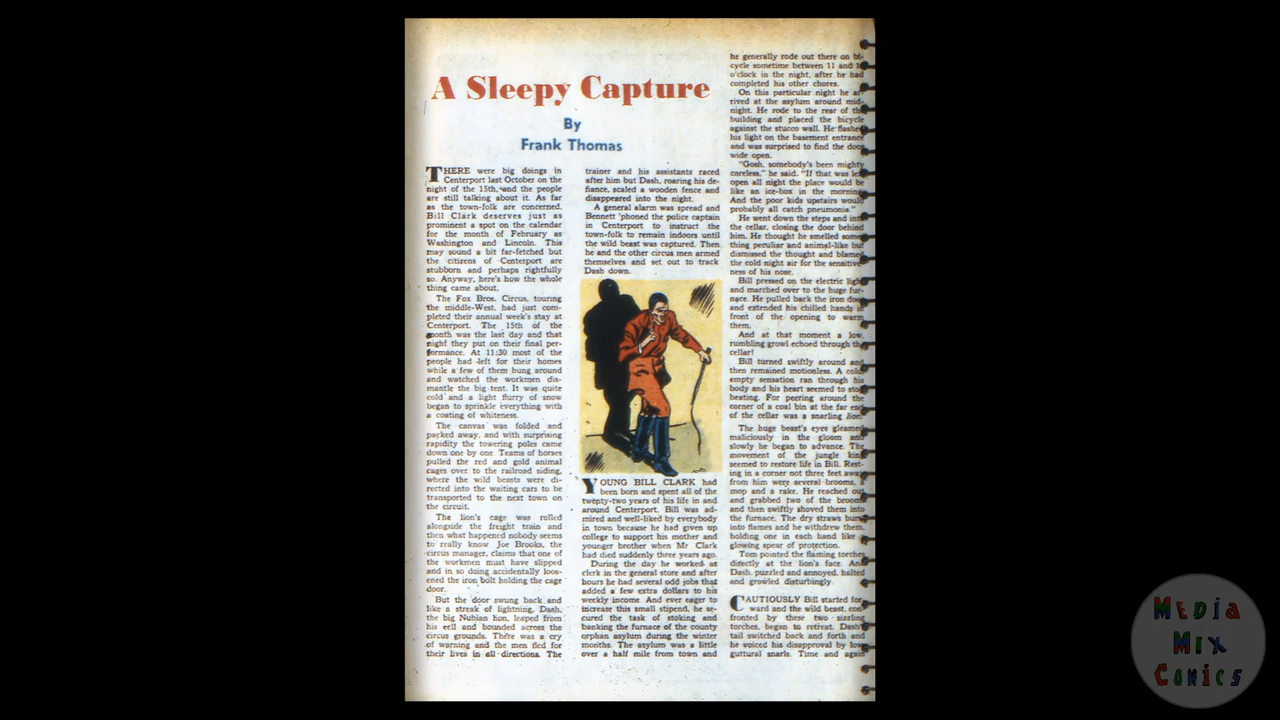 A Sleepy Capture
By
Frank Thomas
THERE were big doings in
Centerport last October on the
night of the 15th, and the people
are still talking about it. As far
as the town-folk are concerned,
Bill Clark deserves just as
prominent a spot on the calendar
for the month of February as
Washington and Lincoln. This
may sound a bit far-fetched but
the citizens of Centerport are
stubborn and perhaps rightfully
so. Anyway, here's how the whole
thing came about.
The Fox Bros. Circus, touring
the middle-West, had just com-
pleted their annual week's stay at
Centerport. The 15th of the
month was the last day and that
night they put on their final per-
formance. At 11:30 most of the
people had left for their homes
while a few of them hung around
and watched the workmen dis-
mantle the big tent. It was quite
cold and a light flurry of snow
began to sprinkle everything with
a coating of whiteness.
The canvas was folded and
packed away, and with surprising
rapidity the towering poles came
down one by one. Teams of horses
pulled the red and gold animal
cages over to the railroad siding,
where the wild beasts were di-
rected into the waiting cars to be
transported to the next town on
the circuit.
The lion's cage was rolled
alongside the freight train and
then what happened nobody seems
to really know. Joe Brooks, the
circus manager, claims that one of
the workmen must have slipped
and in so doing accidentally loos-
ened the iron bolt holding the cage
door.
But the door swung back and
like a streak of lightning, Dash,
the big Nubian lion, leaped from
his cell and bounded across the
circus grounds. There was a cry
of warning and the men fled for
their lives in all directions. The
trainer and his assistants raced
after him but Dash, roaring his de-
fiance, scaled a wooden fence and
disappeared into the night.
A general alarm was spread and
Bennett 'phoned the police captain
in Centerport to instruct the
town-folk to remain indoors until
the wild beast was captured. Then
he and the other circus men armed
themselves and set out to track
Dash down.
YOUNG BILL CLARK had
been born and spent all of the
twenty-two years of his life in and
around Centerport. Bill was ad-
mired and well-liked by everybody
in town because he had given up
college to support his mother and
younger brother when Mr Clark
had died suddenly three years ago.
During the day he worked as
clerk in the general store and after
hours he had several odd jobs that
added a few extra dollars to his
weekly income. And ever eager to
increase this small stipend, he se-
cured the task of stoking and
banking the furnace of the county
orphan asylum during the winter
months. The asylum was a little
over a half mile from town and
he generally rode out there on bi-
cycle sometime between 11 and
o'clock in the night, after he had
completed his other chores.
On this particular night he ar-
rived at the asylum around mid-
night. He rode to the rear of the
building and placed the bicycle
against the stucco wall. He flashed
his light on the basement entrance
and was surprised to find the door
wide open.
"Gosh, somebody's been mighty
careless," he said. "If that was left
open all night the place would be
like an ice-box in the morning
And the poor kids upstairs would
probably all catch pneumonia."
He went down the steps and into
the cellar, closing the door behind
him. He thought he smelled some-
thing peculiar and animal-like but
dismissed the thought and blamed
the cold night air for the sensitive-
ness of his nose.
Bill pressed on the electric light
and marched over to the huge fur-
nace. He pulled back the iron door
and extended his chilled hands in
front of the opening to warm
them.
And at that moment a low,
rumbling growl echoed through the
cellar!
Bill turned swiftly around and
then remained motionless. A cold
empty sensation ran through his
body and his heart seemed to stop
beating. For peering around the
corner of a coal bin at the far end
of the cellar was a snarling lion.
The huge beast's eyes gleamed
maliciously in the gloom and
slowly he began to advance. The
movement of the jungle king
seemed to restore life in Bill. Rest-
ing in a corner not three feet away
from him were several brooms, a
mop and a rake. He reached out
and grabbed two of the brooms
and then swiftly shoved them into
the furnace. The dry straws burst
into flames and he withdrew them,
holding one in each hand like a
glowing spear of protection.
Tom pointed the flaming torches
directly at the lion's face. And
Dash, puzzled and annoyed, halted
and growled disturbingly.
CAUTIOUSLY Bill started for-
ward and the wild beast, con-
fronted by these two sizzling
torches, began to retreat. Dash's
tail switched back and forth and
he voiced his disapproval by low
guttural snarls. Time and again
MEDIA
MIX
COMICS